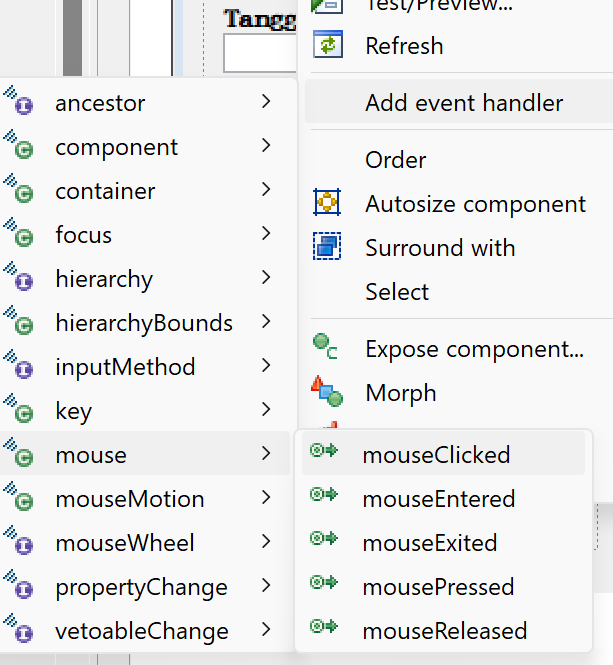 Tangg
Test/Preview...
Refresh
Add event handler
Order
Autosize component
Surround with
Select
Expose component...
Morph
ancestor
component
container
focus
hierarchy
hierarchyBounds
inputMethod
key
mouse
mouseMotion
mouseWheel
propertyChange
vetoableChange
mouseClicked
mouseEntered
mouseExited
mousePressed
mouseReleased